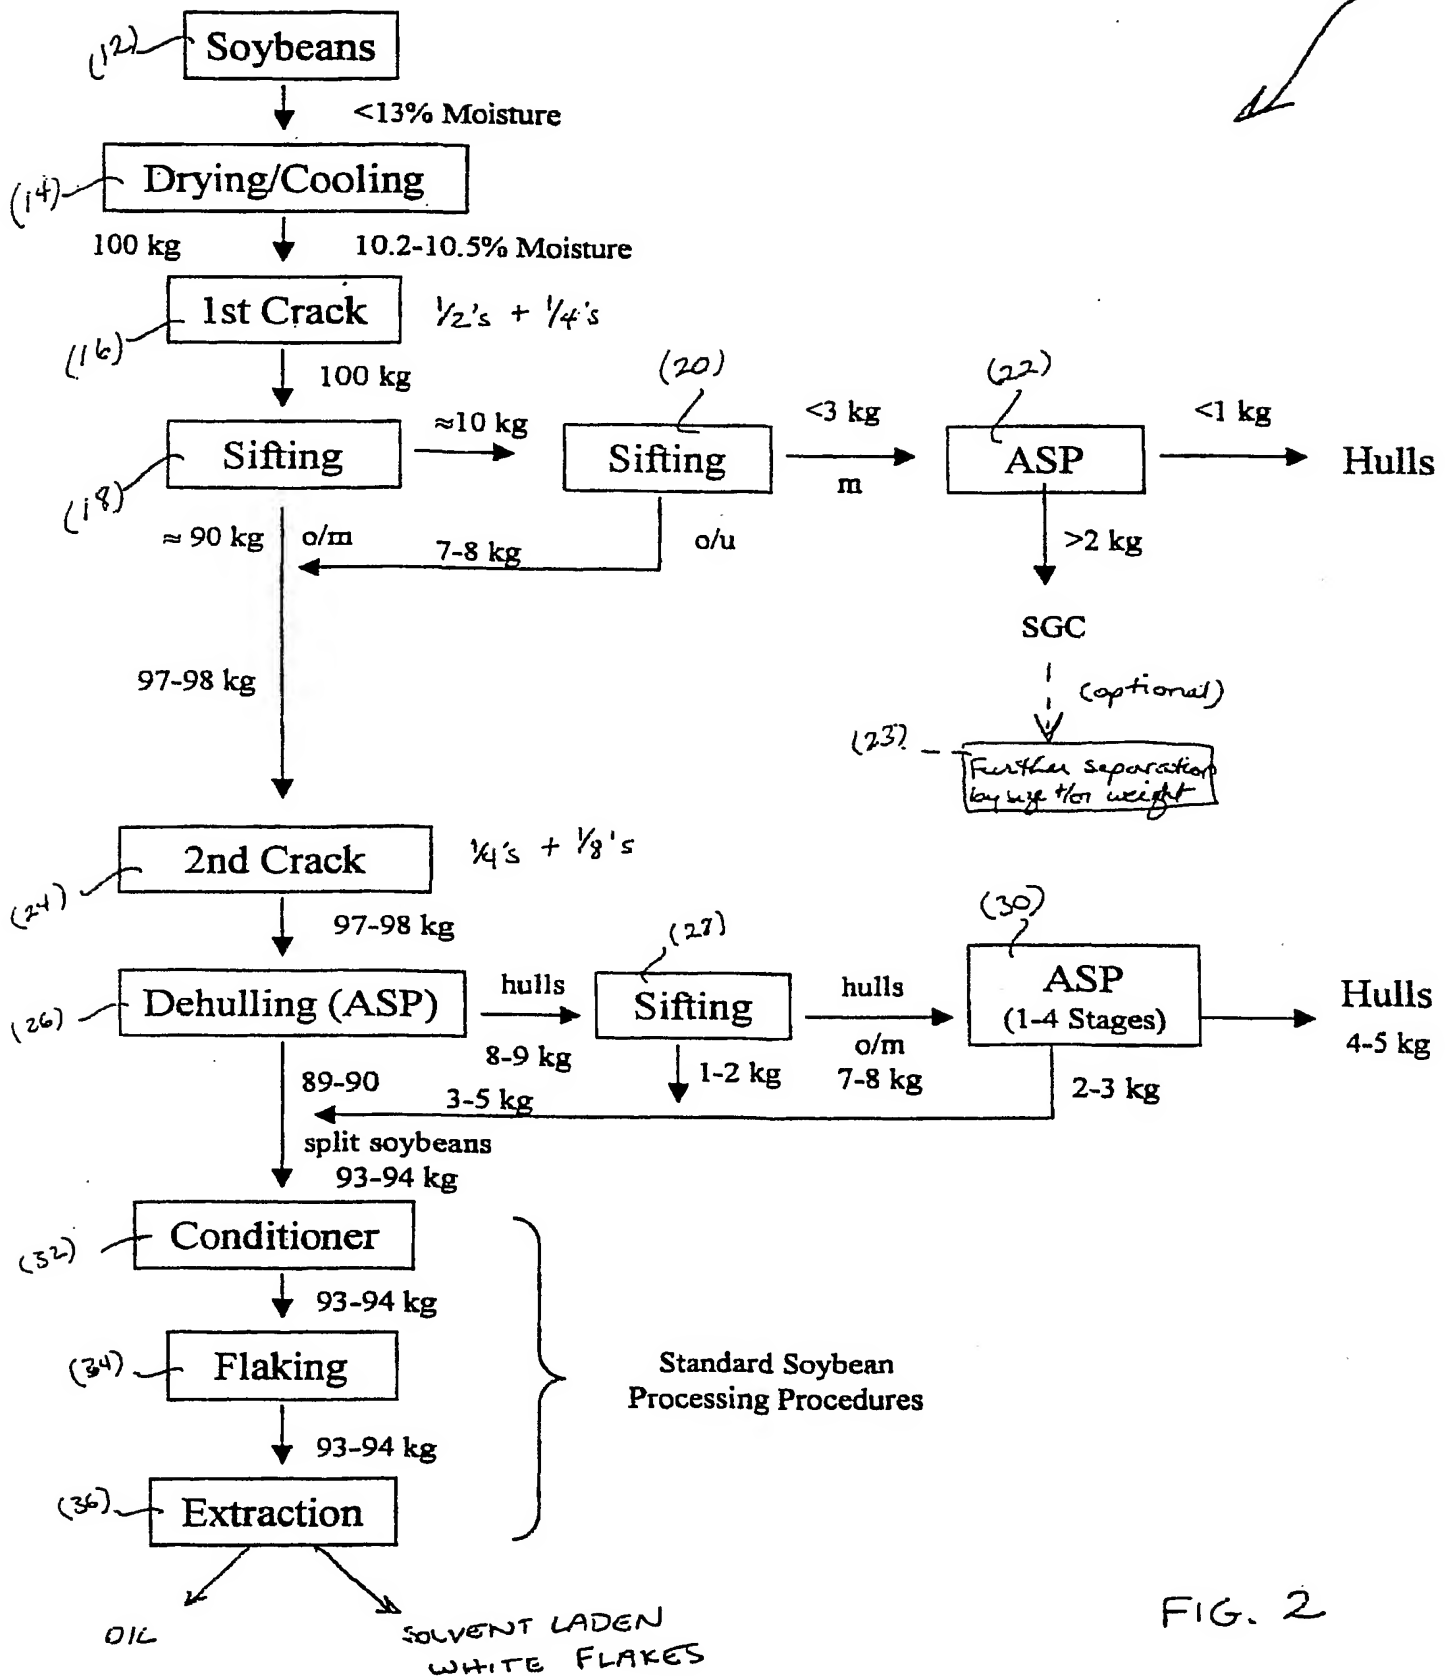 (12)
Soybeans
<13% Moisture
(14)
Drying/Cooling
100 kg
10.2-10.5% Moisture
(16)
1st Crack
1/2's + 1/4's
100 kg
(18)
Sifting
≈10 kg
(20)
Sifting
<3 kg
m
(22)
ASP
<1 kg
Hulls
≈ 90 kg
o/m
7-8 kg
o/u
>2 kg
SGC
(optional)
97-98 kg
(23)
Further separation
by size +/or weight
(24)
2nd Crack
1/4's + 1/8's
97-98 kg
(26)
Dehulling (ASP)
hulls
8-9 kg
(28)
Sifting
hulls
o/m
7-8 kg
(30)
ASP
(1-4 Stages)
Hulls
4-5 kg
89-90
3-5 kg
1-2 kg
2-3 kg
split soybeans
93-94 kg
(32)
Conditioner
93-94 kg
(34)
Flaking
93-94 kg
(36)
Extraction
Standard Soybean
Processing Procedures
OIL
SOLVENT LADEN
WHITE FLAKES
FIG. 2